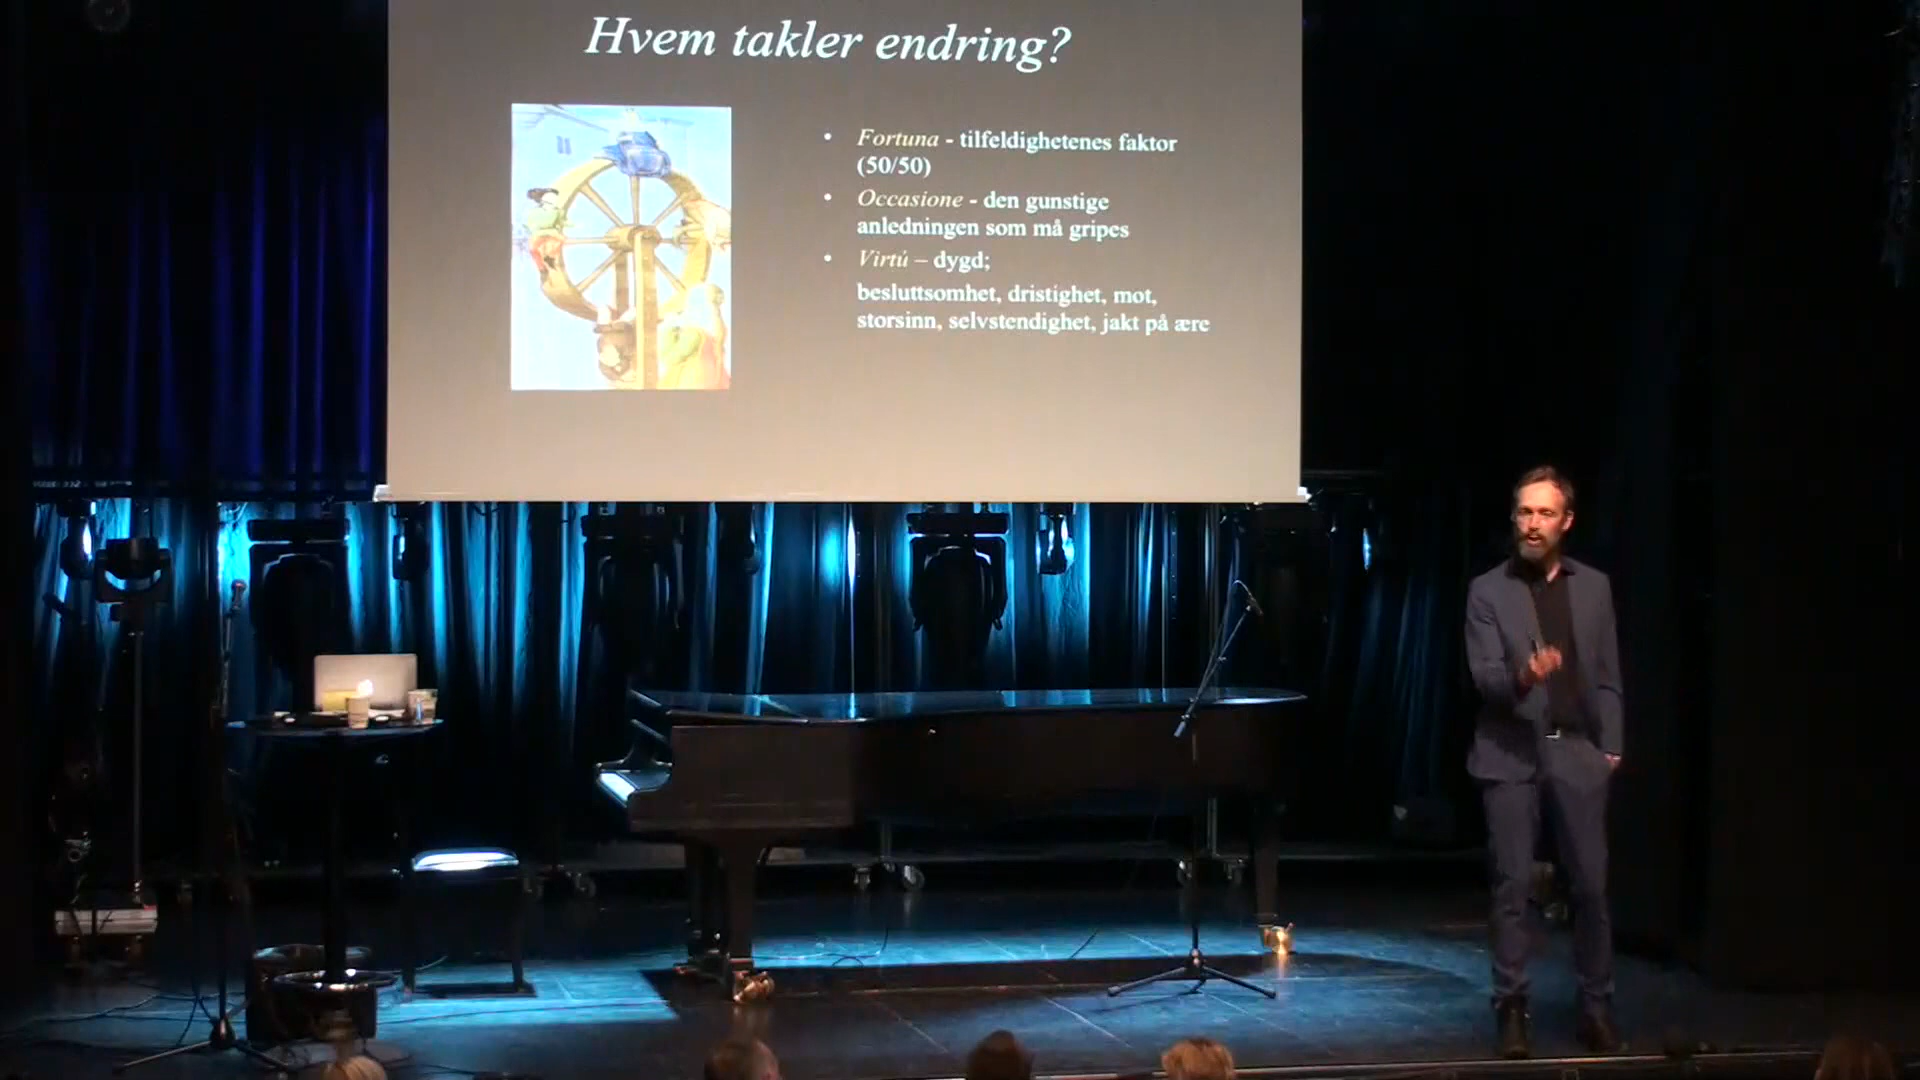 Hvem takler endring?
• Fortuna - tilfeldighetenes faktor
(50/50)
• Occasione - den gunstige
anledningen som må gripes
• Virtú – dygd;
besluttsomhet, dristighet, mot,
storsinn, selvstendighet, jakt på ære